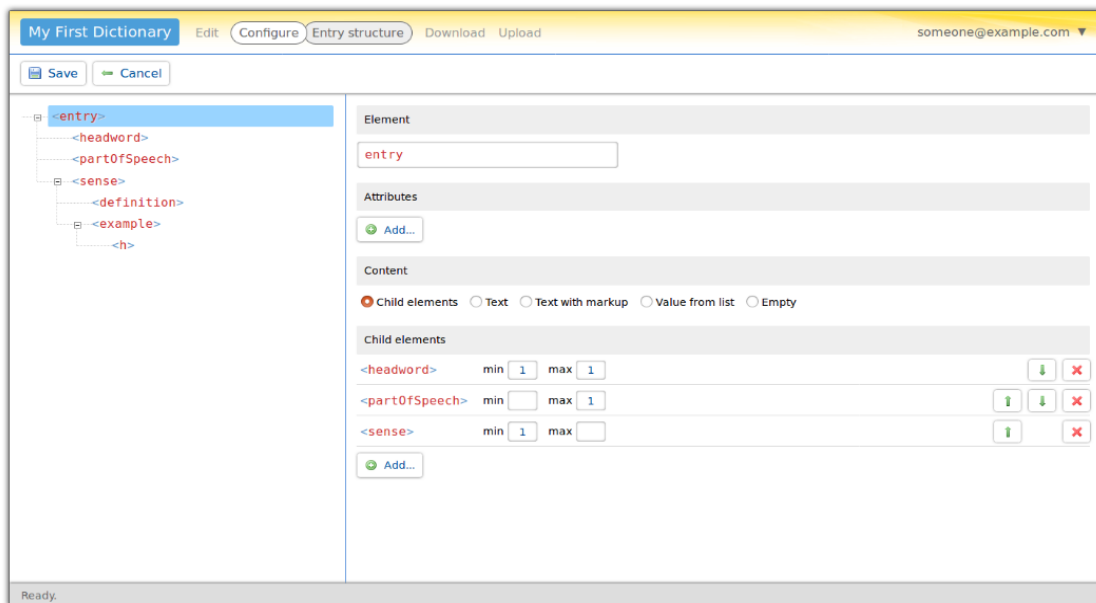 My First Dictionary Edit Configure Entry structure Download Upload someone@example.com ▼
Save Cancel
<entry>
<headword>
<partOfSpeech>
<sense>
<definition>
<example>
<h>
Element
entry
Attributes
Add...
Content
Child elements Text Text with markup Value from list Empty
Child elements
<headword> min 1 max 1
<partOfSpeech> min max 1
<sense> min 1 max
Add...
Ready.